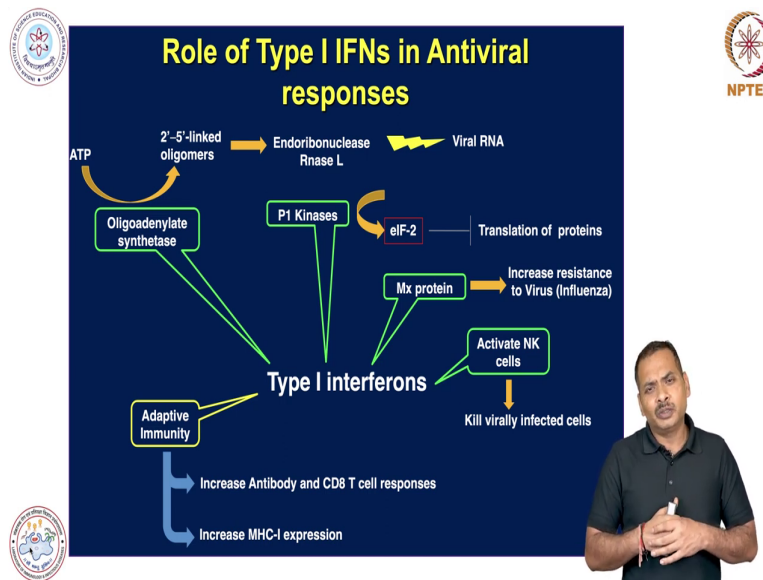 Role of Type I IFNs in Antiviral
responses
NPTE
ATP
2'–5'-linked
oligomers
Endoribonuclease
Rnase L
Viral RNA
Oligoadenylate
synthetase
P1 Kinases
eIF-2
Translation of proteins
Mx protein
Increase resistance
to Virus (Influenza)
Activate NK
cells
Kill virally infected cells
Type I interferons
Adaptive
Immunity
Increase Antibody and CD8 T cell responses
Increase MHC-I expression